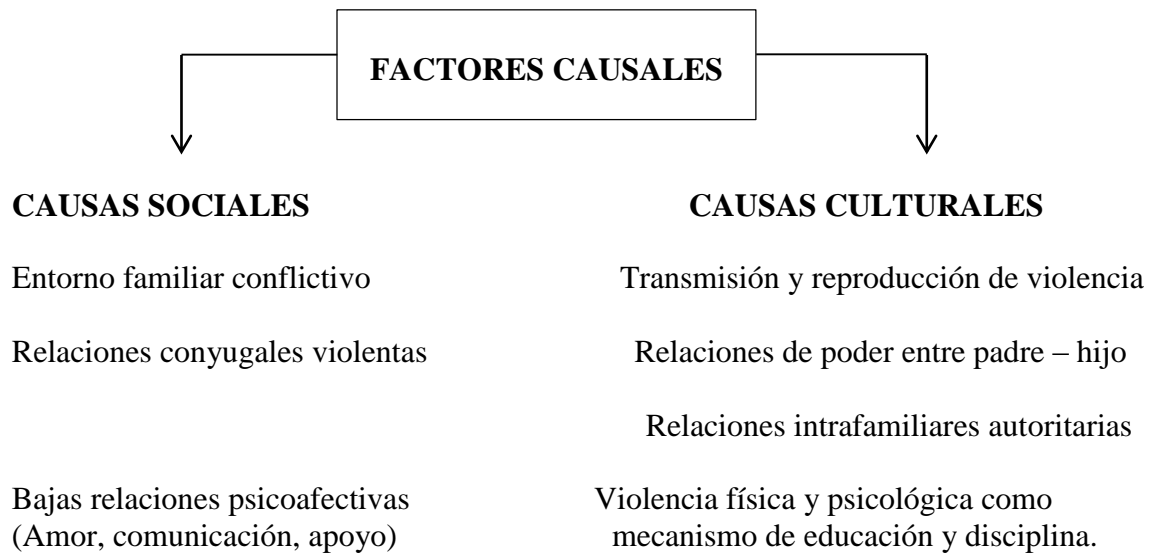 FACTORES CAUSALES
CAUSAS SOCIALES
Entorno familiar conflictivo
Relaciones conyugales violentas
Bajas relaciones psicoafectivas
(Amor, comunicación, apoyo)
CAUSAS CULTURALES
Transmisión y reproducción de violencia
Relaciones de poder entre padre – hijo
Relaciones intrafamiliares autoritarias
Violencia física y psicológica como
mecanismo de educación y disciplina.